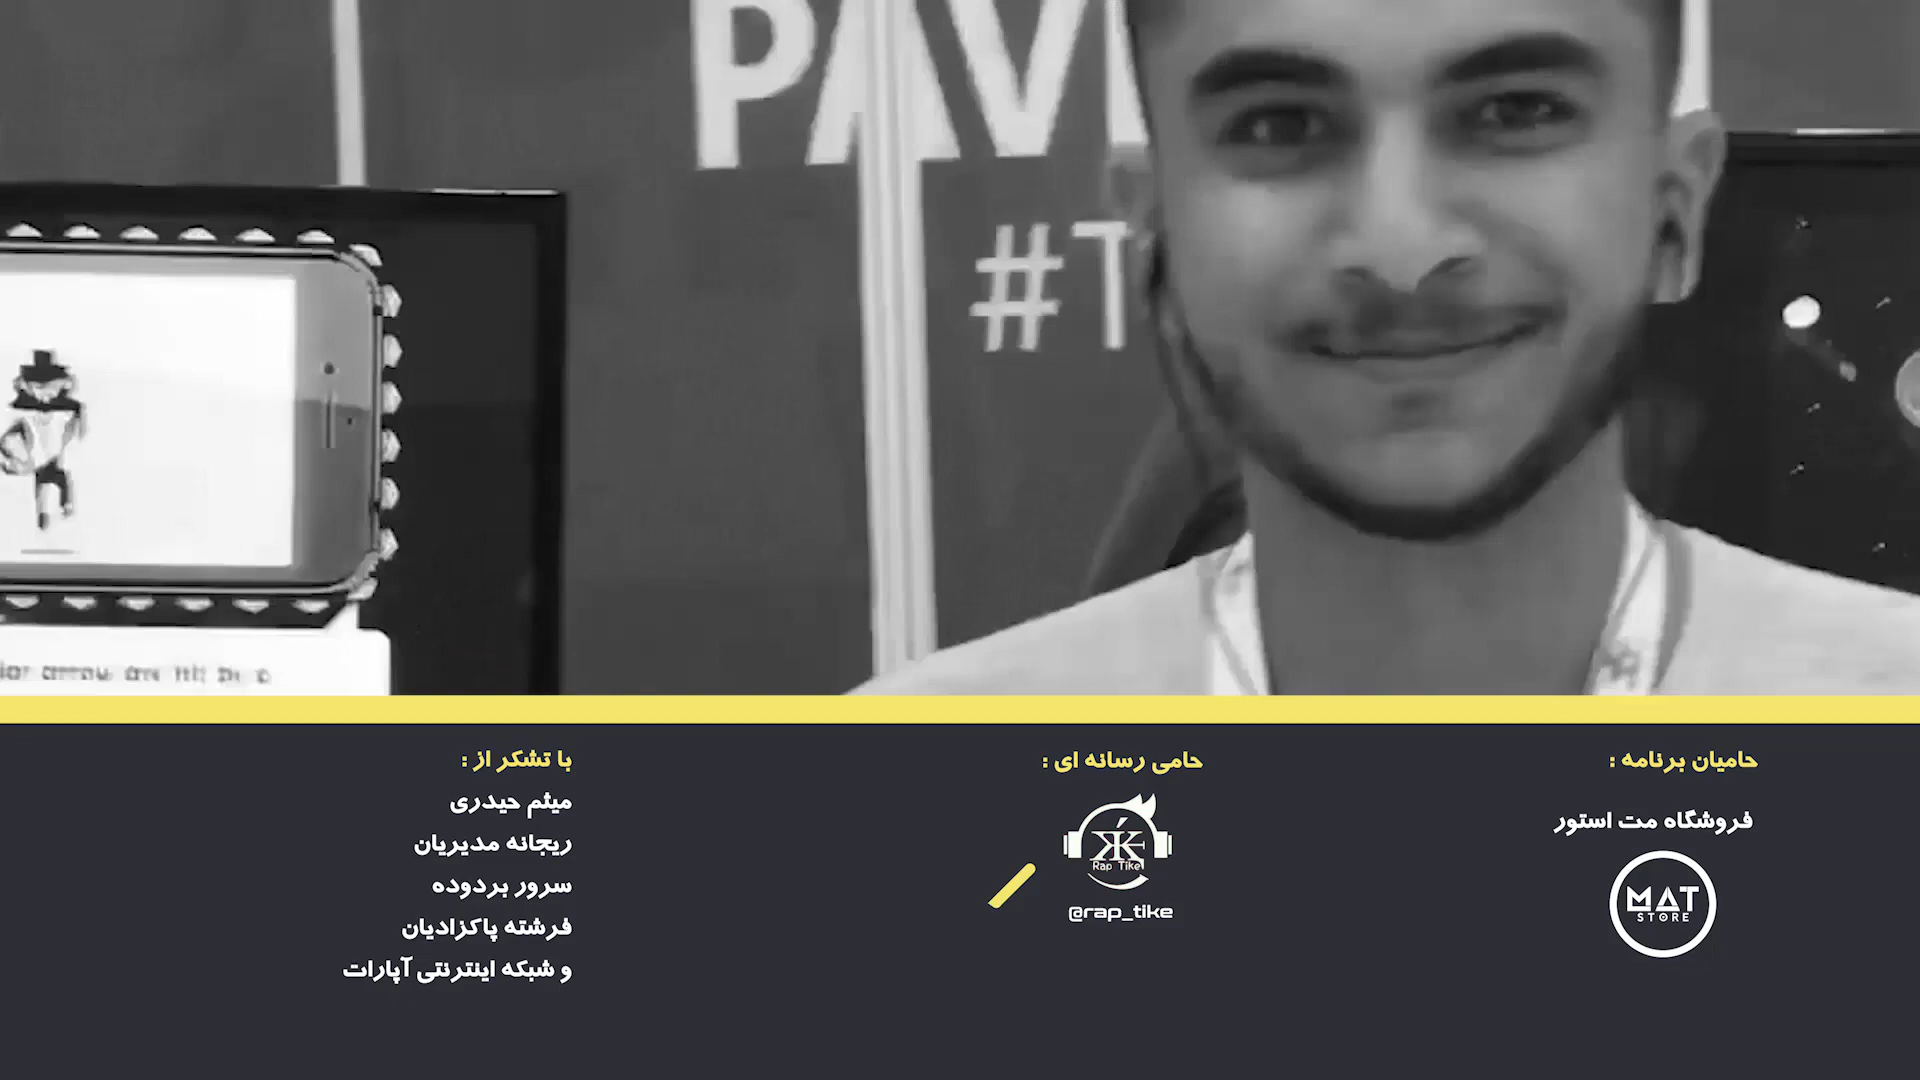 PAV
#T
حامیان برنامه :
فروشگاه مت استور
MAT
STORE
حامی رسانه ای :
Rap Tike
@rap_tike
با تشکر از :
میثم حیدری
ریحانه مدیریان
سرور بردوده
فرشته پاکزادیان
و شبکه اینترنتی آپارات